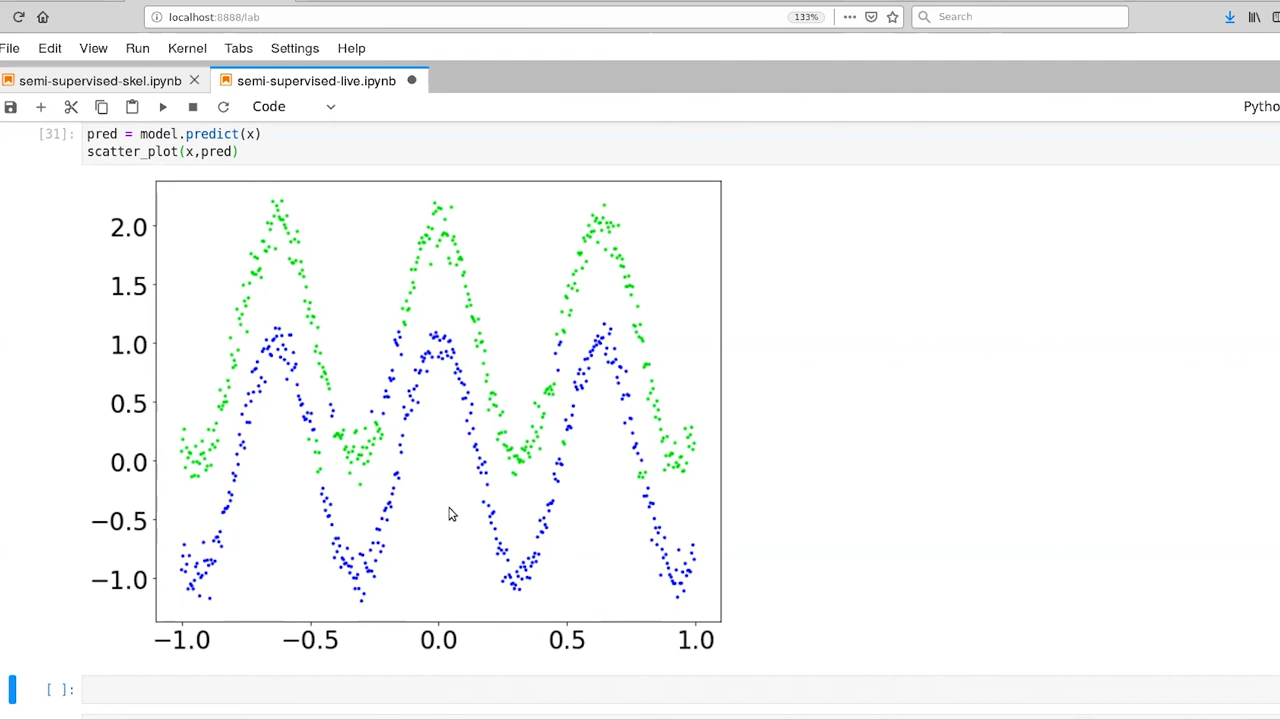 localhost:8888/lab
133%
Search
File Edit View Run Kernel Tabs Settings Help
semi-supervised-skel.ipynb
semi-supervised-live.ipynb
Code
Pytho
[31]:
pred = model.predict(x)
scatter_plot(x,pred)
2.0
1.5
1.0
0.5
0.0
−0.5
−1.0
−1.0 −0.5 0.0 0.5 1.0
[ ]: